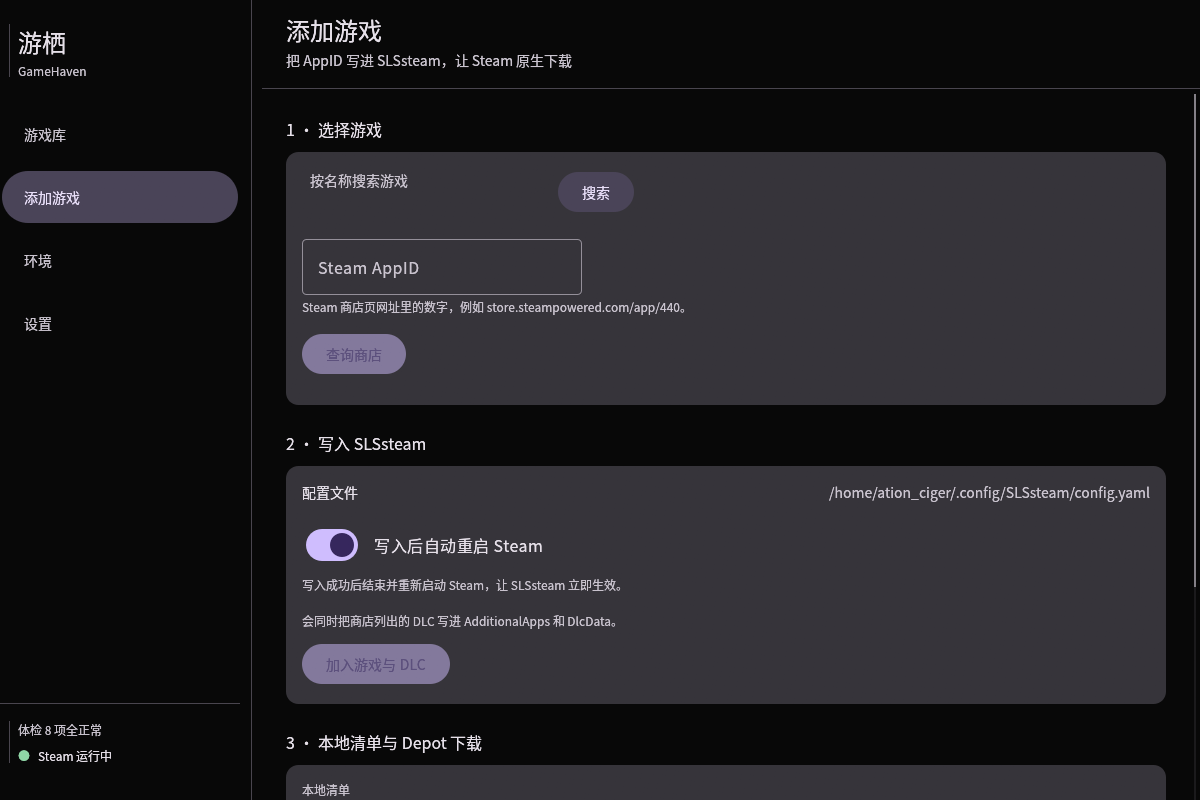 游栖
GameHaven
游戏库
添加游戏
环境
设置
体检 8 项全正常
Steam 运行中
添加游戏
把 AppID 写进 SLSsteam，让 Steam 原生下载
1 · 选择游戏
按名称搜索游戏
搜索
Steam AppID
Steam 商店页网址里的数字，例如 store.steampowered.com/app/440。
查询商店
2 · 写入 SLSsteam
配置文件
/home/ation_ciger/.config/SLSsteam/config.yaml
写入后自动重启 Steam
写入成功后结束并重新启动 Steam，让 SLSsteam 立即生效。
会同时把商店列出的 DLC 写进 AdditionalApps 和 DlcData。
加入游戏与 DLC
3 · 本地清单与 Depot 下载
本地清单